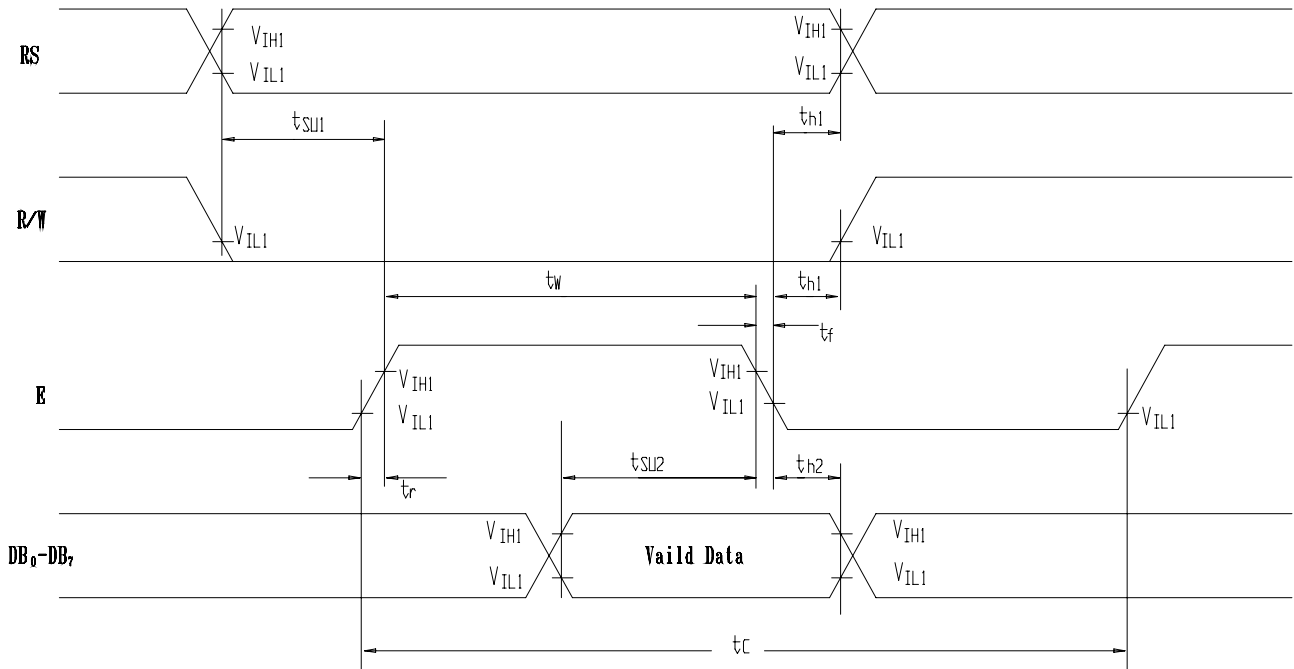 RS
VIH1
VIL1
VIH1
VIL1
tSU1
th1
R/W
VIL1
VIL1
tW
th1
tf
E
VIH1
VIL1
VIH1
VIL1
VIL1
tr
tSU2
th2
DB0-DB7
VIH1
VIL1
Vaild Data
VIH1
VIL1
tC